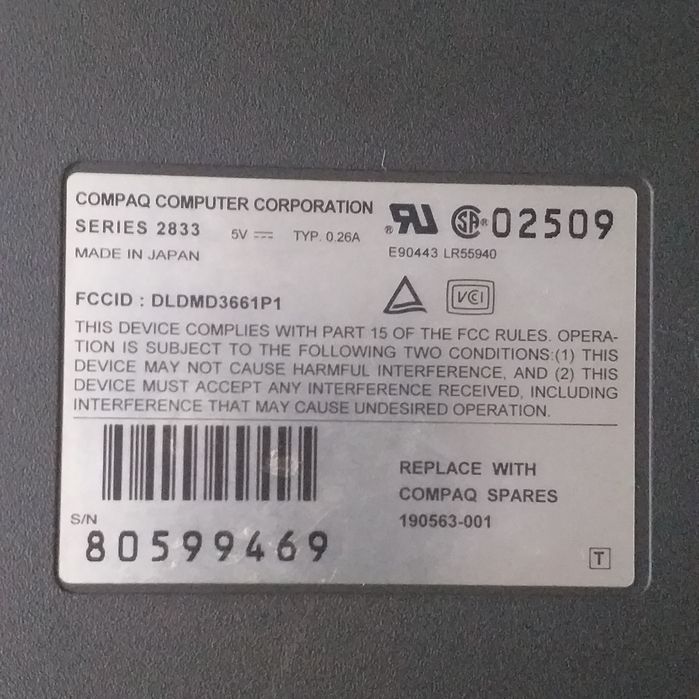 COMPAQ COMPUTER CORPORATION
SERIES 2833 5V TYP. 0.26A
MADE IN JAPAN
02509
E90443 LR55940
FCCID : DLDMD3661P1
VCCI
THIS DEVICE COMPLIES WITH PART 15 OF THE FCC RULES. OPERA-
TION IS SUBJECT TO THE FOLLOWING TWO CONDITIONS:(1) THIS
DEVICE MAY NOT CAUSE HARMFUL INTERFERENCE, AND (2) THIS
DEVICE MUST ACCEPT ANY INTERFERENCE RECEIVED, INCLUDING
INTERFERENCE THAT MAY CAUSE UNDESIRED OPERATION.
S/N
80599469
REPLACE WITH
COMPAQ SPARES
190563-001
T